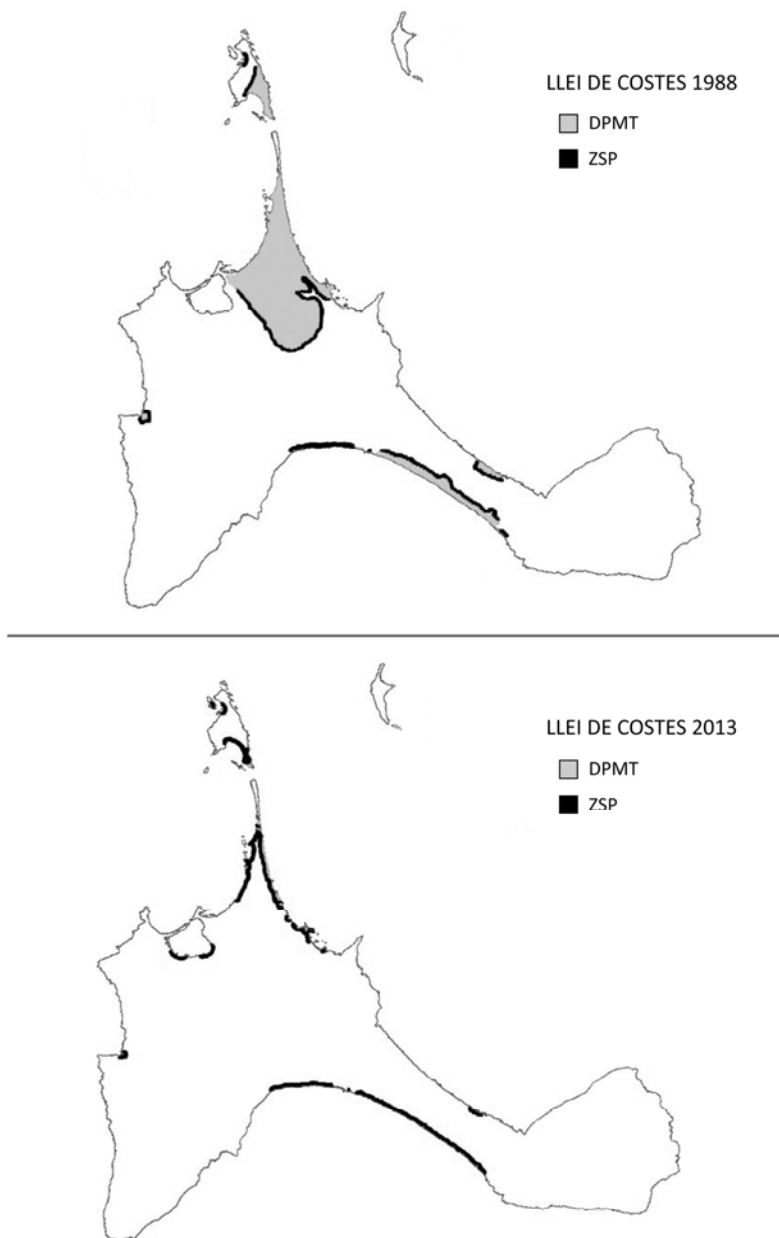 LLEI DE COSTES 1988
DPMT
ZSP
LLEI DE COSTES 2013
DPMT
ZSP